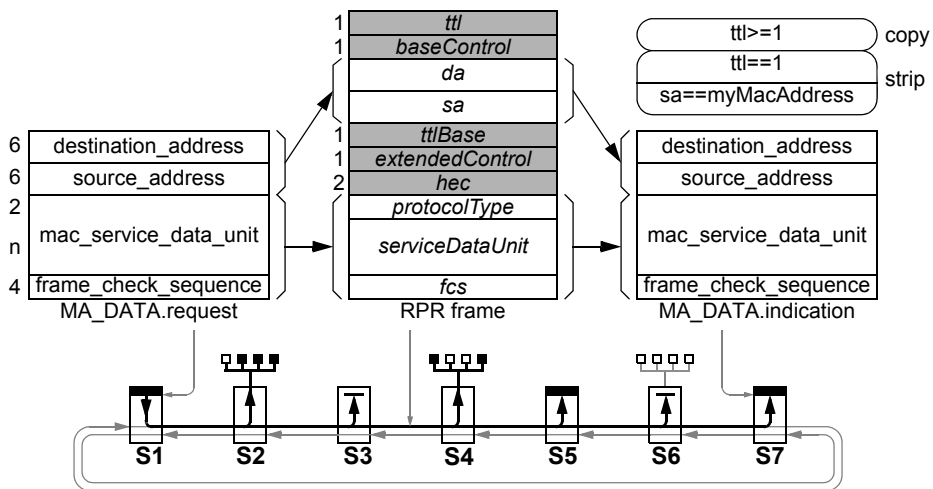 1 ttl
1 baseControl
da
sa
1 ttlBase
1 extendedControl
2 hec
protocolType
serviceDataUnit
fcs
RPR frame
ttl>=1 copy
ttl==1
strip
sa==myMacAddress
6 destination_address
6 source_address
2
mac_service_data_unit
n
4 frame_check_sequence
MA_DATA.request
destination_address
source_address
mac_service_data_unit
frame_check_sequence
MA_DATA.indication
S1 S2 S3 S4 S5 S6 S7